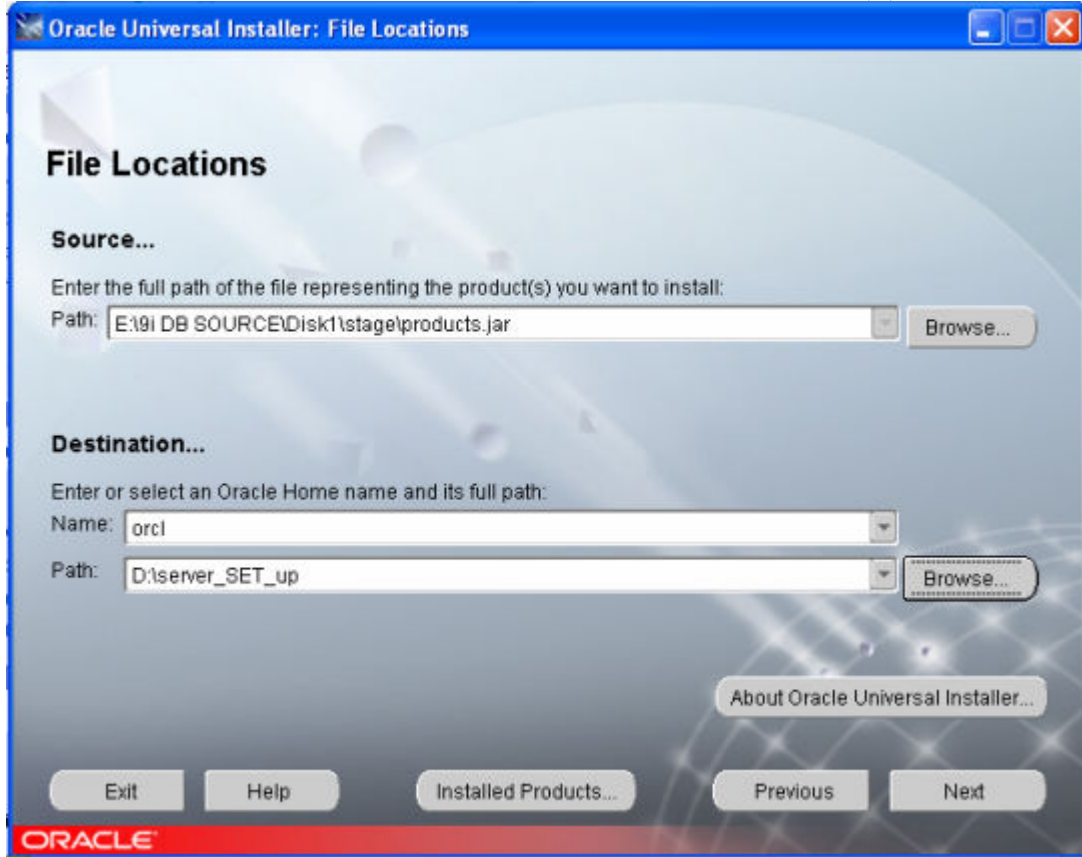 Oracle Universal Installer: File Locations
File Locations
Source...
Enter the full path of the file representing the product(s) you want to install:
Path: E:\9i DB SOURCE\Disk1\stage\products.jar Browse...
Destination...
Enter or select an Oracle Home name and its full path:
Name: orcl
Path: D:\server_SET_up Browse...
About Oracle Universal Installer...
Exit Help Installed Products... Previous Next
ORACLE